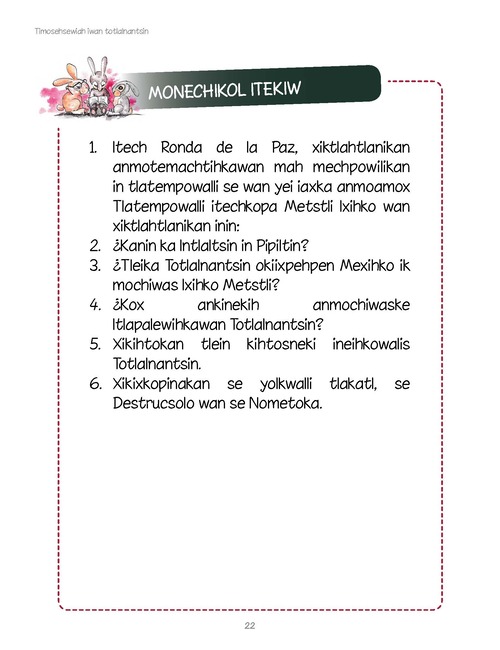 Timosehsewiah iwan totlalnantsin
MONECHIKOL ITEKIW
1. Itech Ronda de la Paz, xiktlahtlanikan
anmotemachtihkawan mah mechpowilikan
in tlatempowalli se wan yei iaxka anmoamox
Tlatempowalli itechkopa Metstli Ixihko wan
xiktlahtlanikan inin:
2. ¿Kanin ka Intlaltsin in Pipiltin?
3. ¿Tleika Totlalnantsin okiixpehpen Mexihko ik
mochiwas Ixihko Metstli?
4. ¿Kox ankinekih anmochiwaske
Itlapalewihkawan Totlalnantsin?
5. Xikihtokan tlein kihtosneki ineihkowalis
Totlalnantsin.
6. Xikixkopinakan se yolkwalli tlakatl, se
Destrucsolo wan se Nometoka.
22